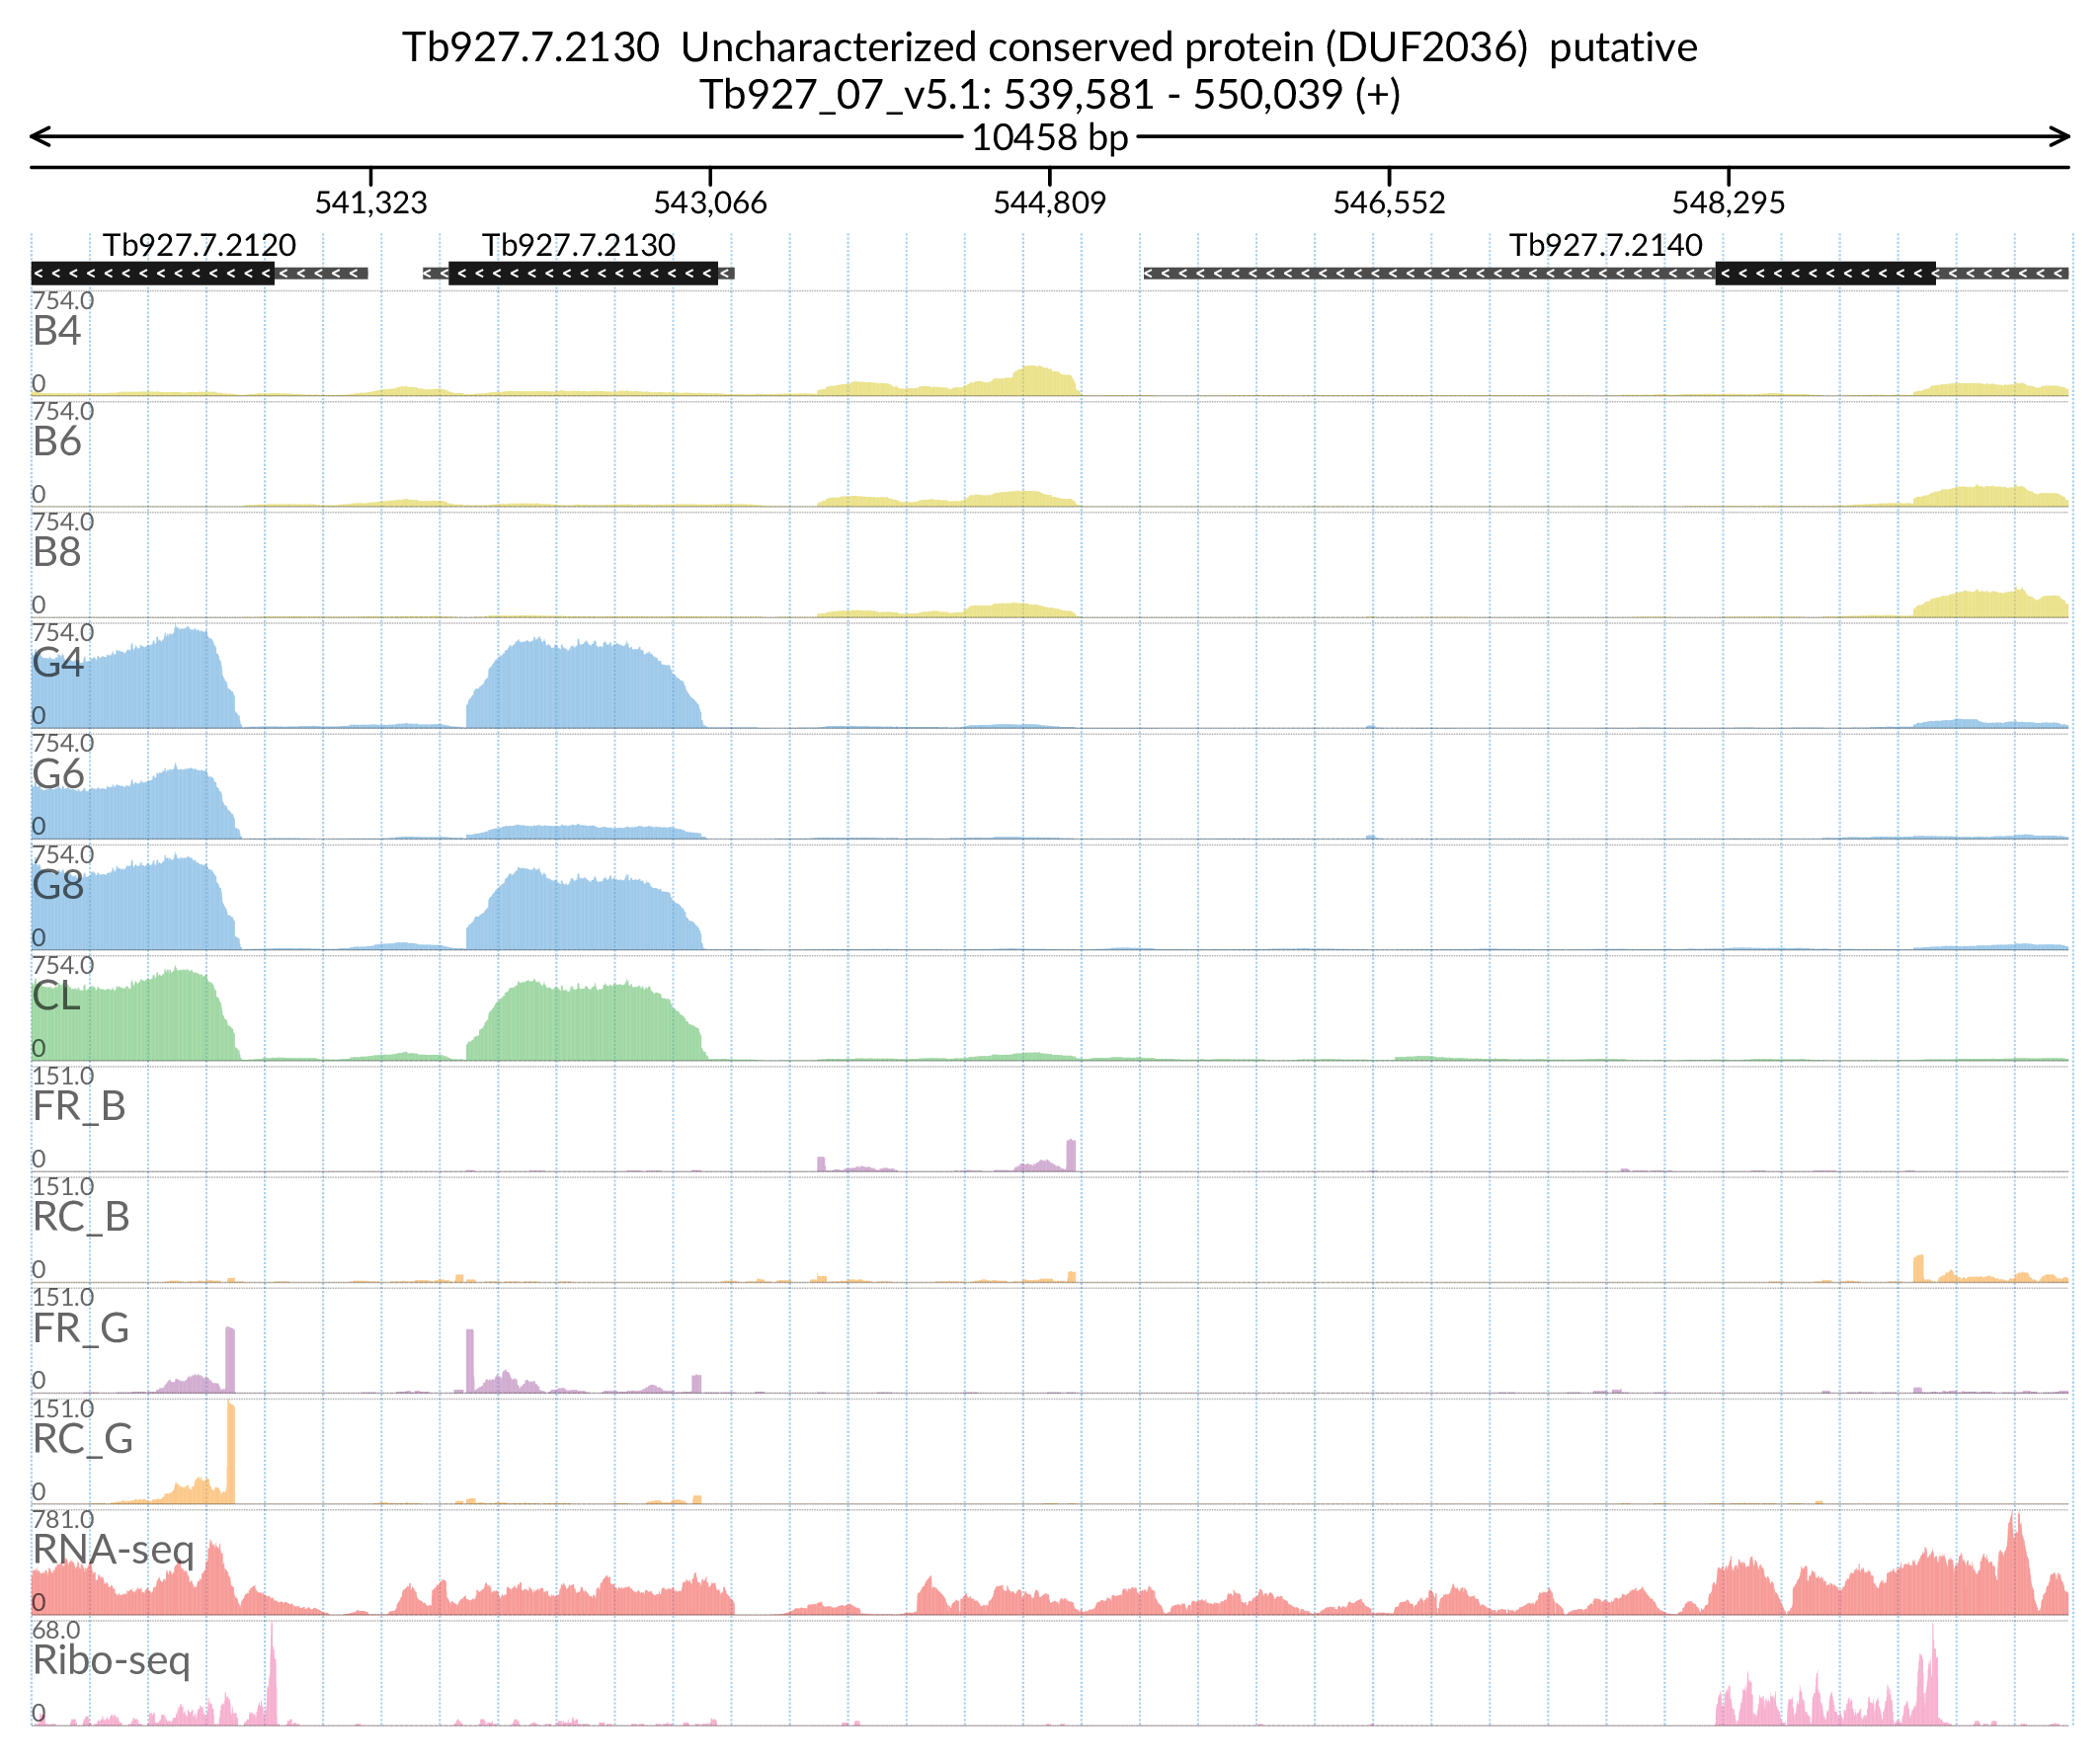 Tb927.7.2130  Uncharacterized conserved protein (DUF2036)  putative
Tb927_07_v5.1: 539,581 - 550,039 (+)
10458 bp
541,323 543,066 544,809 546,552 548,295
Tb927.7.2120 Tb927.7.2130 Tb927.7.2140
754.0
B4
0
754.0
B6
0
754.0
B8
0
754.0
G4
0
754.0
G6
0
754.0
G8
0
754.0
CL
0
151.0
FR_B
0
151.0
RC_B
0
151.0
FR_G
0
151.0
RC_G
0
781.0
RNA-seq
0
68.0
Ribo-seq
0